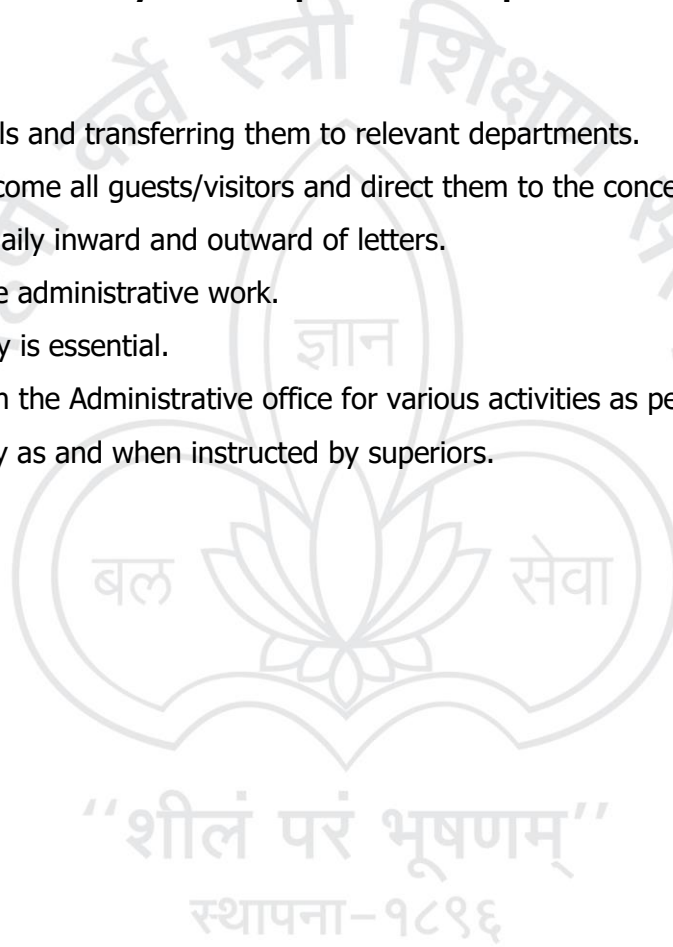 कर्वे स्त्री शिक्षण
ls and transferring them to relevant departments.
come all guests/visitors and direct them to the conce
aily inward and outward of letters.
e administrative work.
ज्ञान
y is essential.
n the Administrative office for various activities as pe
y as and when instructed by superiors.
बल सेवा
‘‘शीलं परं भूषणम्’’
स्थापना–१८९६